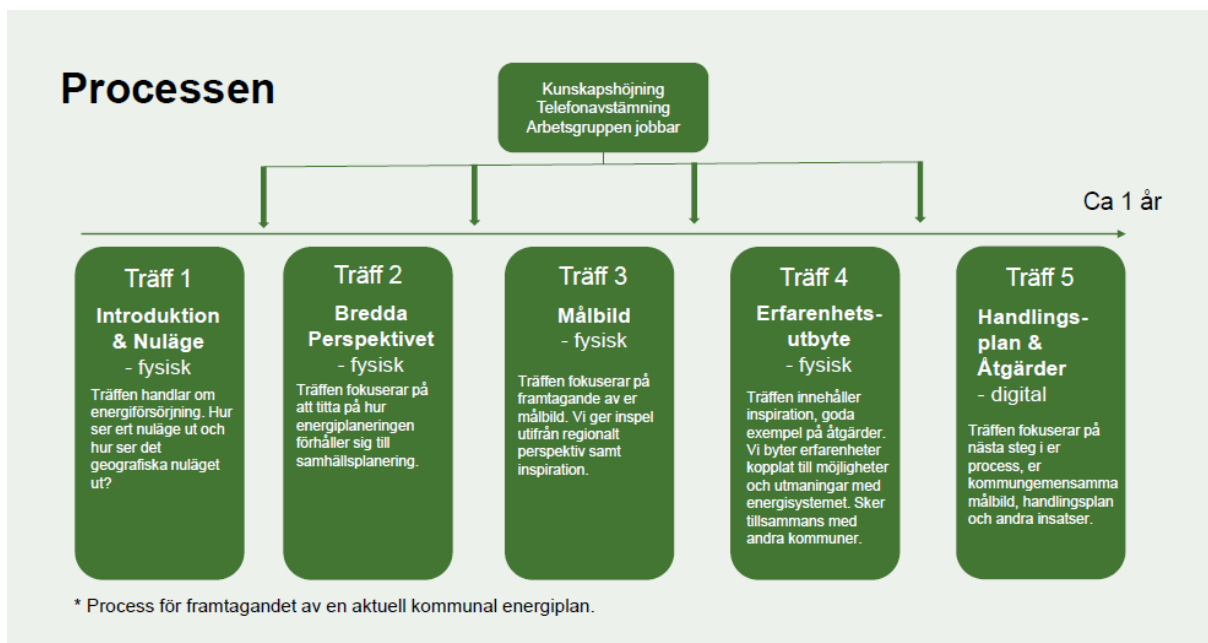 Processen
Kunskapshöjning
Telefonavstämning
Arbetsgruppen jobbar
Ca 1 år
Träff 1
Introduktion
& Nuläge
- fysisk
Träffen handlar om
energiförsörjning. Hur
ser ert nuläge ut och
hur ser det
geografiska nuläget
ut?
Träff 2
Bredda
Perspektivet
- fysisk
Träffen fokuserar på
att titta på hur
energiplaneringen
förhåller sig till
samhällsplanering.
Träff 3
Målbild
- fysisk
Träffen fokuserar på
framtagande av er
målbild. Vi ger inspel
utifrån regionalt
perspektiv samt
inspiration.
Träff 4
Erfarenhets-
utbyte
- fysisk
Träffen innehåller
inspiration, goda
exempel på åtgärder.
Vi byter erfarenheter
kopplat till möjligheter
och utmaningar med
energisystemet. Sker
tillsammans med
andra kommuner.
Träff 5
Handlings-
plan &
Åtgärder
- digital
Träffen fokuserar på
nästa steg i er
process, er
kommungemensamma
målbild, handlingsplan
och andra insatser.
* Process för framtagandet av en aktuell kommunal energiplan.